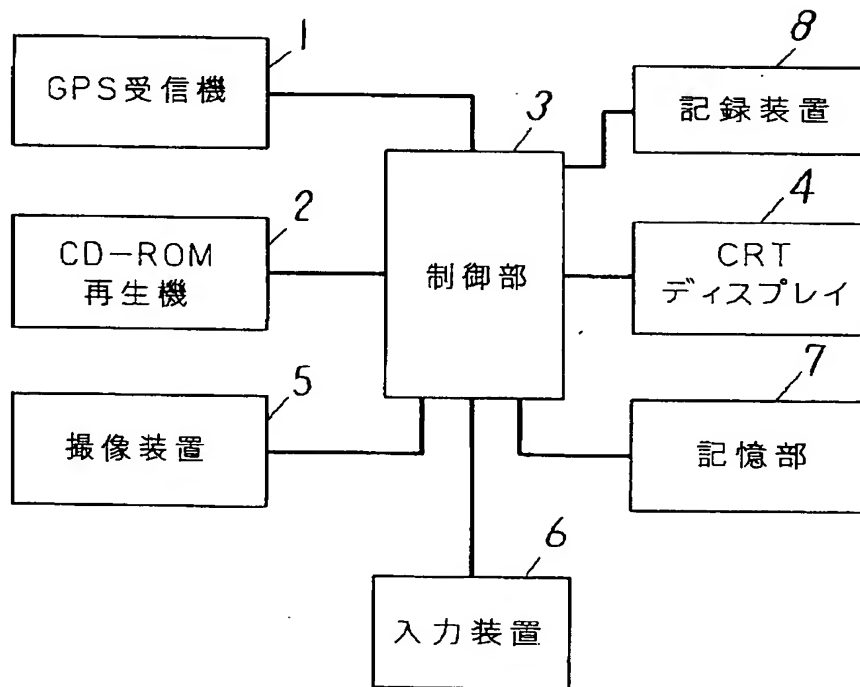 1
GPS受信機
8
記録装置
3
制御部
2
CD-ROM
再生機
4
CRT
ディスプレイ
5
撮像装置
7
記憶部
6
入力装置